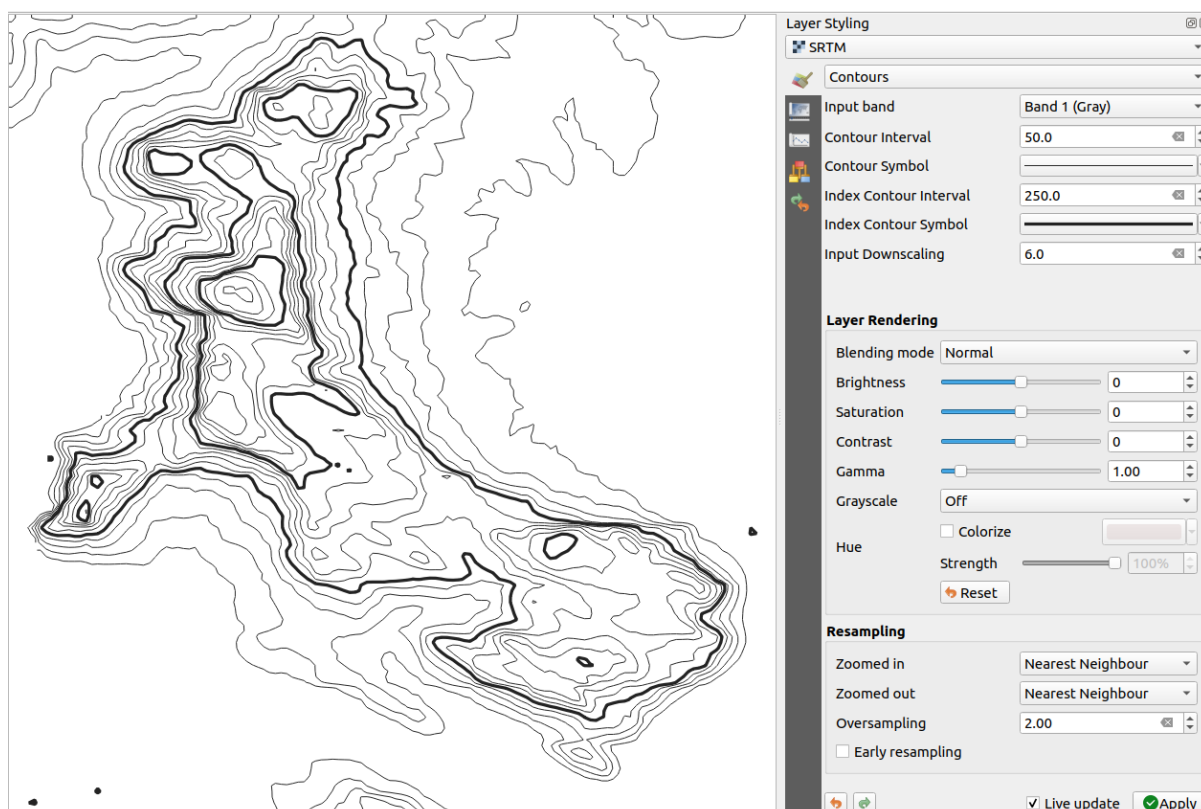 Layer Styling
SRTM
Contours
Input band Band 1 (Gray)
Contour Interval 50.0
Contour Symbol
Index Contour Interval 250.0
Index Contour Symbol
Input Downscaling 6.0
Layer Rendering
Blending mode Normal
Brightness 0
Saturation 0
Contrast 0
Gamma 1.00
Grayscale Off
Hue Colorize
Strength 100%
Reset
Resampling
Zoomed in Nearest Neighbour
Zoomed out Nearest Neighbour
Oversampling 2.00
Early resampling
Live update Apply